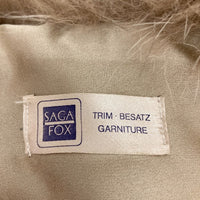 SAGA
FOX
TRIM · BESATZ
GARNITURE